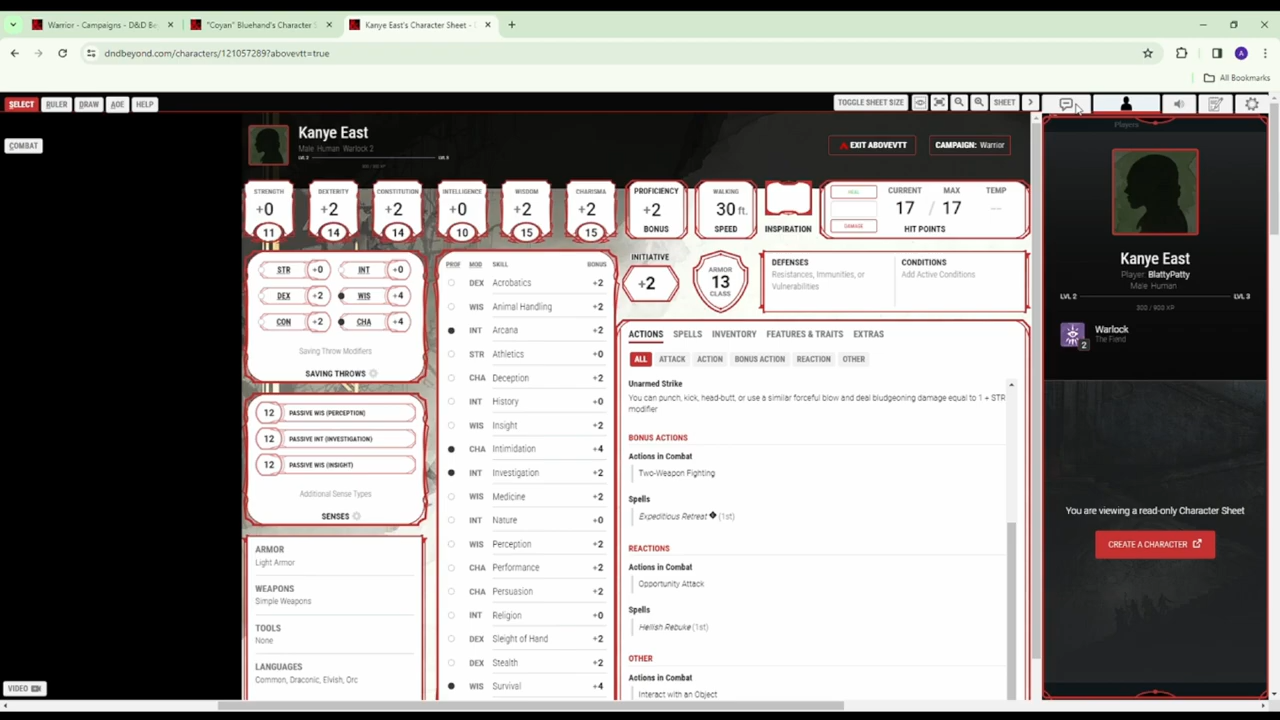 Warrior - Campaigns - D&D Be
"Coyan" Bluehand's Character S
Kanye East's Character Sheet -
dndbeyond.com/characters/121057289?abovevtt=true
A
All Bookmarks
SELECT RULER DRAW AOE HELP
TOGGLE SHEET SIZE SHEET
COMBAT
Kanye East
Male Human Warlock 2
LVL 2 LVL 3
EXIT ABOVEVTT
CAMPAIGN: Warrior
STRENGTH
+0
11
DEXTERITY
+2
14
CONSTITUTION
+2
14
INTELLIGENCE
+0
10
WISDOM
+2
15
CHARISMA
+2
15
PROFICIENCY
+2
BONUS
WALKING
30 ft.
SPEED
INSPIRATION
HEAL
DAMAGE
CURRENT MAX TEMP
17 / 17 --
HIT POINTS
STR +0 INT +0
DEX +2 WIS +4
CON +2 CHA +4
Saving Throw Modifiers
SAVING THROWS
12 PASSIVE WIS (PERCEPTION)
12 PASSIVE INT (INVESTIGATION)
12 PASSIVE WIS (INSIGHT)
Additional Sense Types
SENSES
ARMOR
Light Armor
WEAPONS
Simple Weapons
TOOLS
None
LANGUAGES
Common, Draconic, Elvish, Orc
PROF MOD SKILL BONUS
DEX Acrobatics +2
WIS Animal Handling +2
INT Arcana +2
STR Athletics +0
CHA Deception +2
INT History +0
WIS Insight +2
CHA Intimidation +4
INT Investigation +2
WIS Medicine +2
INT Nature +0
WIS Perception +2
CHA Performance +2
CHA Persuasion +2
INT Religion +0
DEX Sleight of Hand +2
DEX Stealth +2
WIS Survival +4
INITIATIVE
+2
ARMOR
13
CLASS
DEFENSES
Resistances, Immunities, or
Vulnerabilities
CONDITIONS
Add Active Conditions
ACTIONS SPELLS INVENTORY FEATURES & TRAITS EXTRAS
ALL ATTACK ACTION BONUS ACTION REACTION OTHER
Unarmed Strike
You can punch, kick, head-butt, or use a similar forceful blow and deal bludgeoning damage equal to 1 + STR
modifier
BONUS ACTIONS
Actions in Combat
Two-Weapon Fighting
Spells
Expeditious Retreat (1st)
REACTIONS
Actions in Combat
Opportunity Attack
Spells
Hellish Rebuke (1st)
OTHER
Interact with an Object
Players
Kanye East
Player: BlattyPatty
Male Human
LVL 2 LVL 3
300 / 900 XP
Warlock
The Fiend
2
You are viewing a read-only Character Sheet
CREATE A CHARACTER
VIDEO